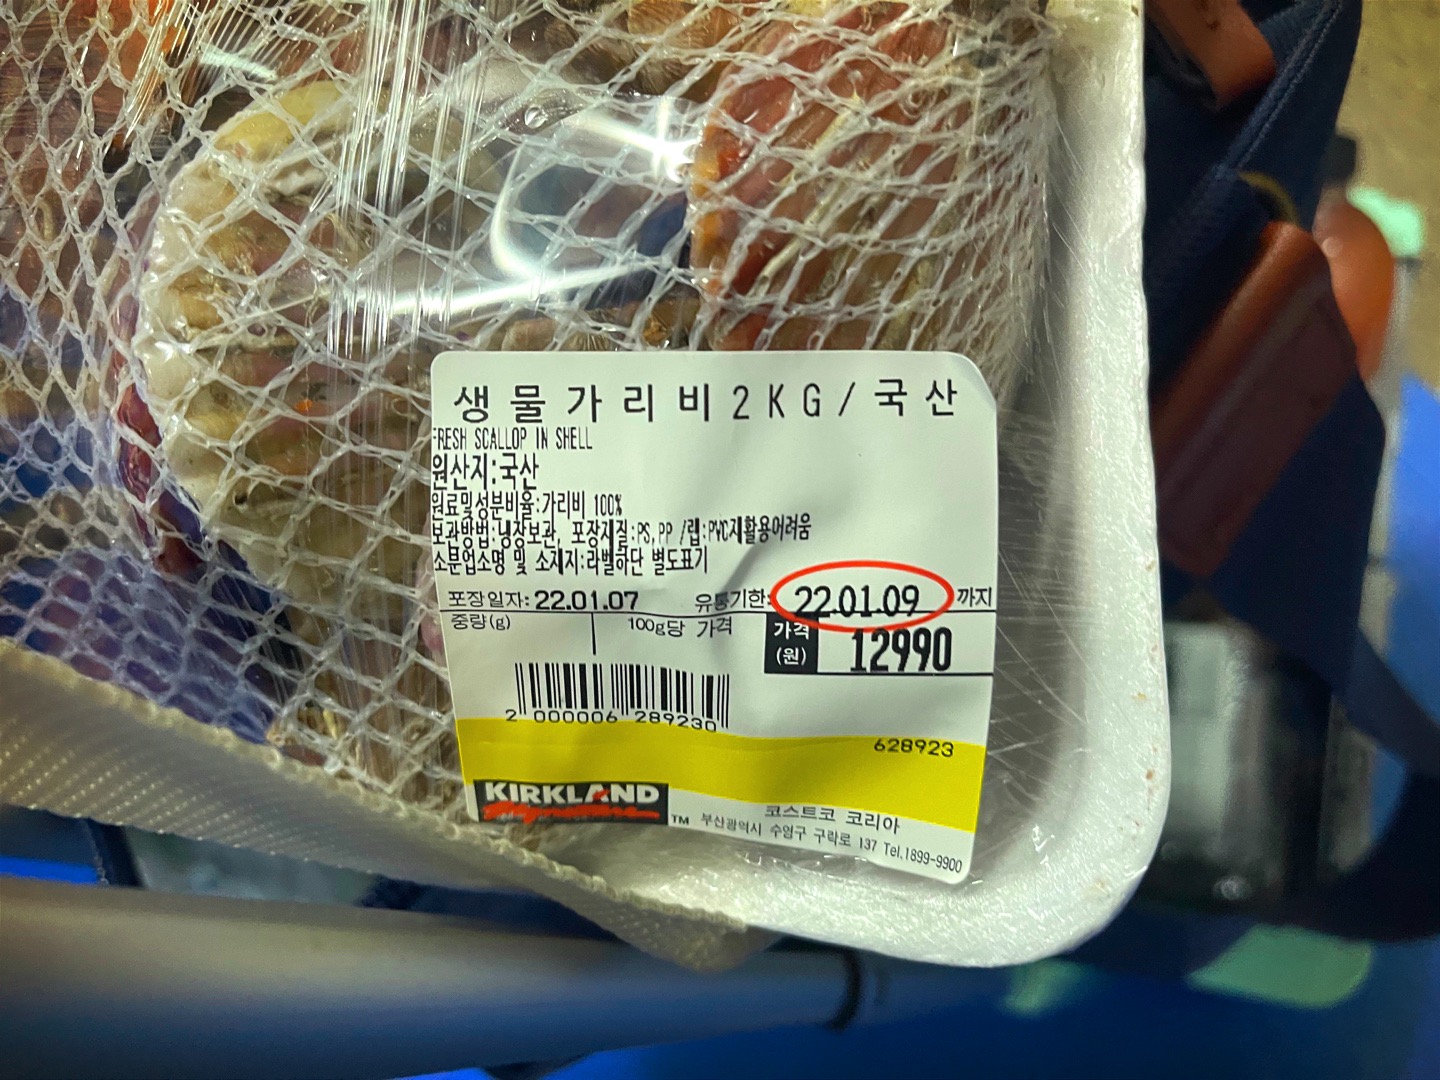 생물가리비2KG/국산
FRESH SCALLOP IN SHELL
원산지:국산
원료및성분비율:가리비 100%
보관방법:냉장보관, 포장재질:PS,PP /랩:PVC재활용어려움
소분업소명 및 소재지:라벨하단 별도표기
포장일자:22.01.07 유통기한:22.01.09 까지
중량(g) 100g당 가격 가격(원) 12990
2 000006 289230
628923
KIRKLAND
Signature TM
코스트코 코리아
부산광역시 수영구 구락로 137 Tel.1899-9900